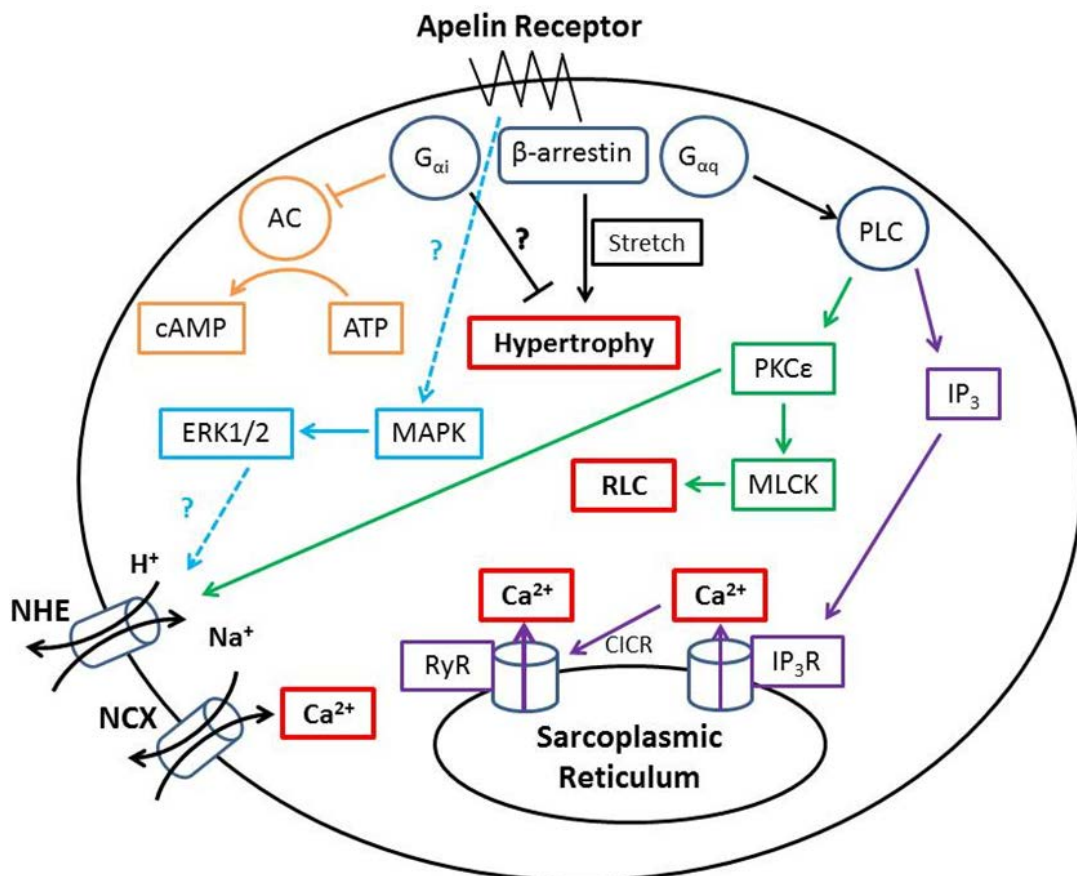 Apelin Receptor
Gαi
β-arrestin
Gαq
AC
PLC
?
?
Stretch
cAMP
ATP
Hypertrophy
PKCε
IP₃
ERK1/2
MAPK
RLC
MLCK
?
H⁺
NHE
Na⁺
Ca²⁺
Ca²⁺
CICR
RyR
IP₃R
NCX
Ca²⁺
Sarcoplasmic
Reticulum